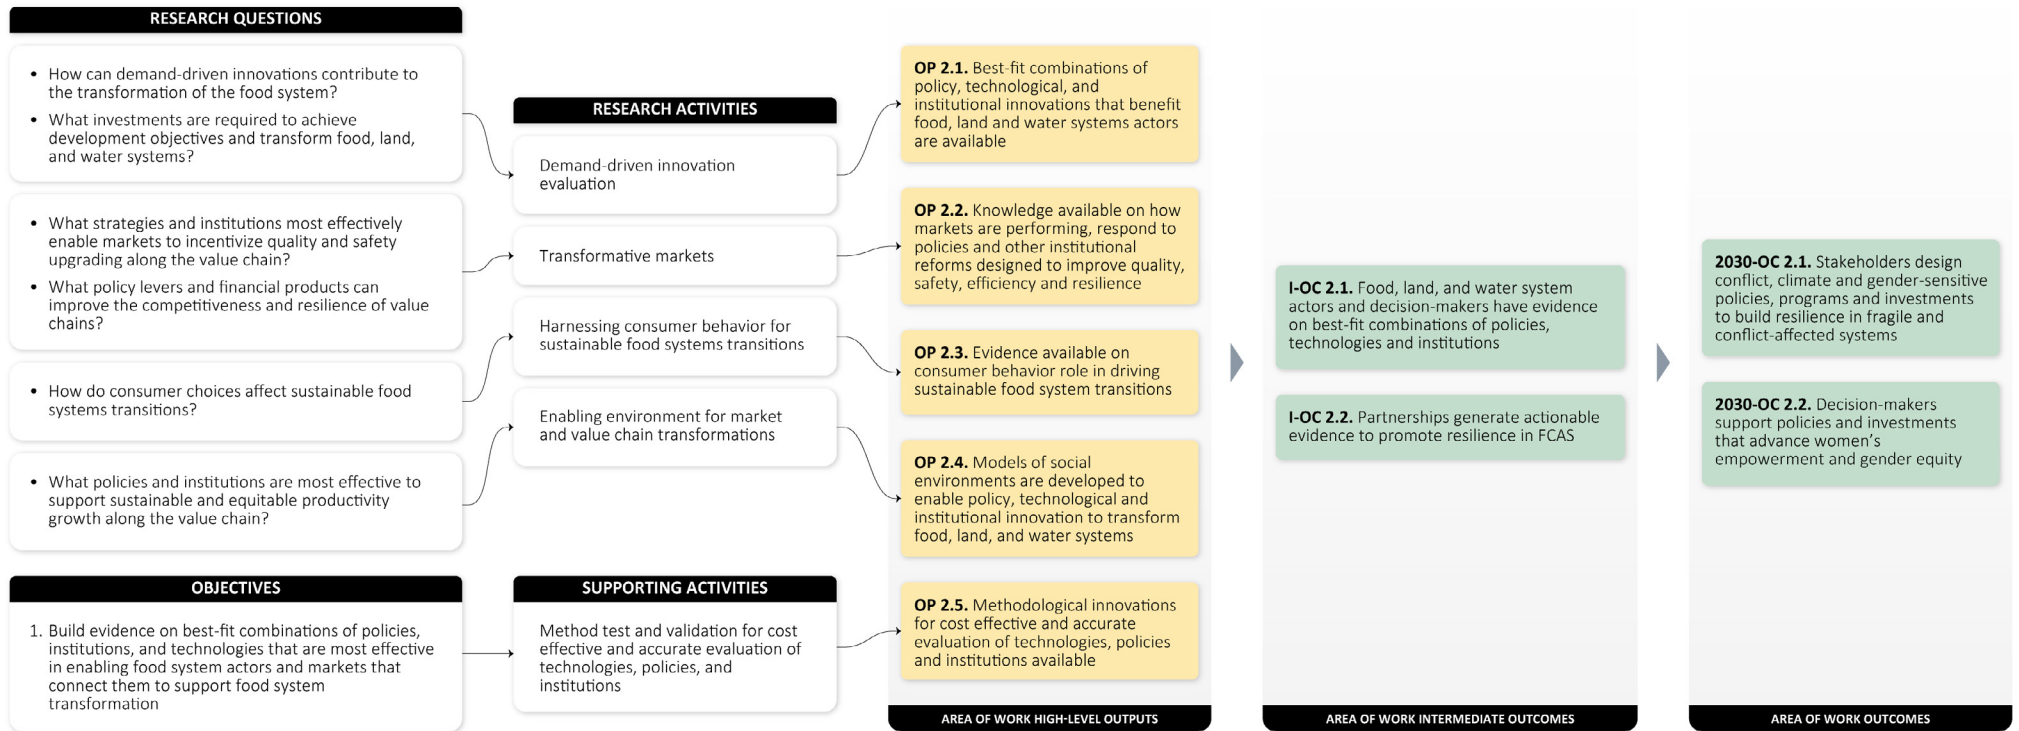 RESEARCH QUESTIONS
• How can demand-driven innovations contribute to
the transformation of the food system?
• What investments are required to achieve
development objectives and transform food, land,
and water systems?
• What strategies and institutions most effectively
enable markets to incentivize quality and safety
upgrading along the value chain?
• What policy levers and financial products can
improve the competitiveness and resilience of value
chains?
• How do consumer choices affect sustainable food
systems transitions?
• What policies and institutions are most effective to
support sustainable and equitable productivity
growth along the value chain?
OBJECTIVES
1. Build evidence on best-fit combinations of policies,
institutions, and technologies that are most effective
in enabling food system actors and markets that
connect them to support food system
transformation
RESEARCH ACTIVITIES
Demand-driven innovation
evaluation
Transformative markets
Harnessing consumer behavior for
sustainable food systems transitions
Enabling environment for market
and value chain transformations
SUPPORTING ACTIVITIES
Method test and validation for cost
effective and accurate evaluation of
technologies, policies, and
institutions
OP 2.1. Best-fit combinations of
policy, technological, and
institutional innovations that benefit
food, land and water systems actors
are available
OP 2.2. Knowledge available on how
markets are performing, respond to
policies and other institutional
reforms designed to improve quality,
safety, efficiency and resilience
OP 2.3. Evidence available on
consumer behavior role in driving
sustainable food system transitions
OP 2.4. Models of social
environments are developed to
enable policy, technological and
institutional innovation to transform
food, land, and water systems
OP 2.5. Methodological innovations
for cost effective and accurate
evaluation of technologies, policies
and institutions available
AREA OF WORK HIGH-LEVEL OUTPUTS
I-OC 2.1. Food, land, and water system
actors and decision-makers have evidence
on best-fit combinations of policies,
technologies and institutions
I-OC 2.2. Partnerships generate actionable
evidence to promote resilience in FCAS
AREA OF WORK INTERMEDIATE OUTCOMES
2030-OC 2.1. Stakeholders design
conflict, climate and gender-sensitive
policies, programs and investments
to build resilience in fragile and
conflict-affected systems
2030-OC 2.2. Decision-makers
support policies and investments
that advance women's
empowerment and gender equity
AREA OF WORK OUTCOMES